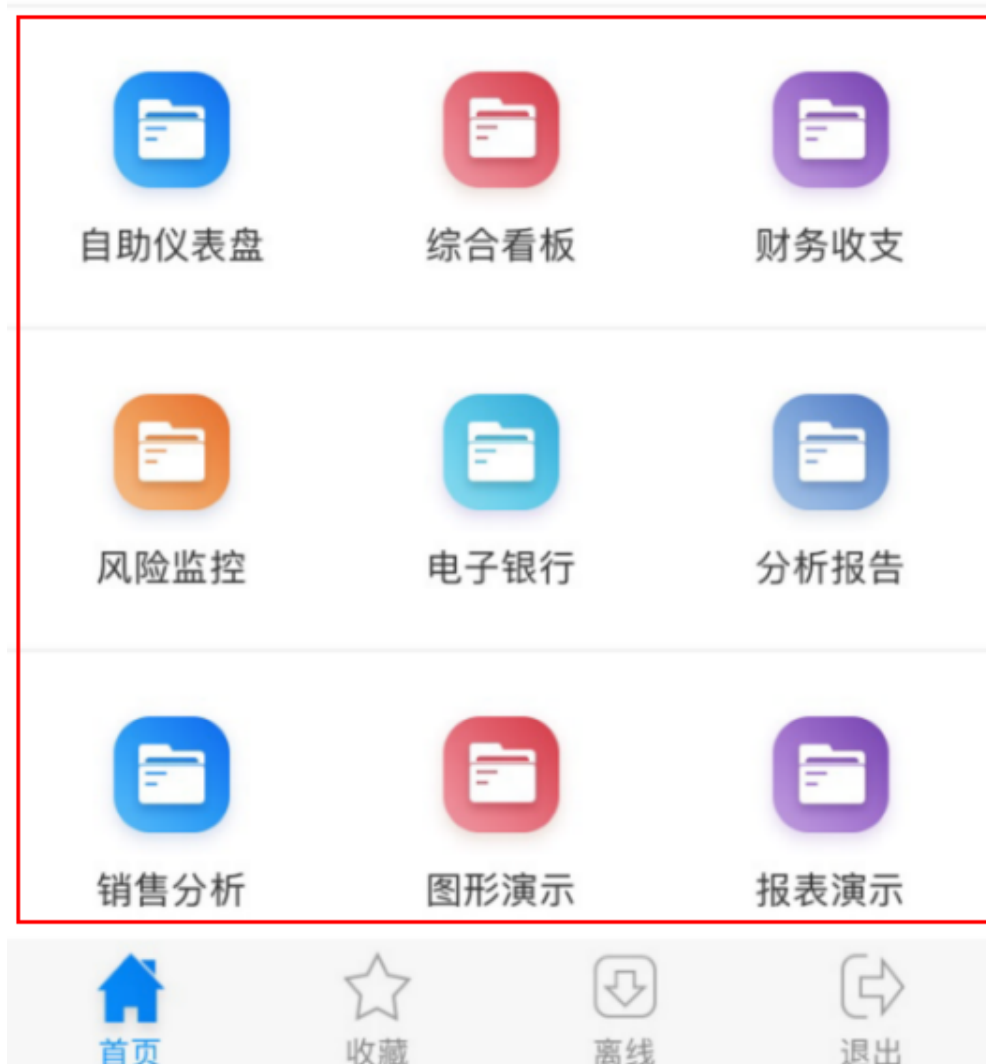 自助仪表盘 综合看板 财务收支
风险监控 电子银行 分析报告
销售分析 图形演示 报表演示
首页 收藏 离线 退出